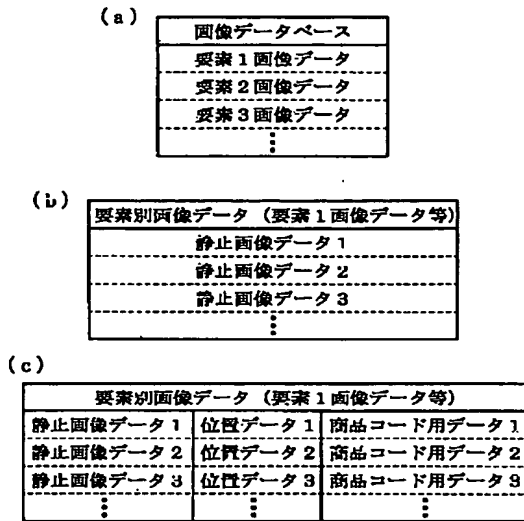 (a)
画像データベース
要素1画像データ
要素2画像データ
要素3画像データ
⋮
(b)
要素別画像データ (要素1画像データ等)
静止画像データ1
静止画像データ2
静止画像データ3
⋮
(c)
要素別画像データ (要素1画像データ等)
静止画像データ1 位置データ1 商品コード用データ1
静止画像データ2 位置データ2 商品コード用データ2
静止画像データ3 位置データ3 商品コード用データ3
⋮ ⋮ ⋮